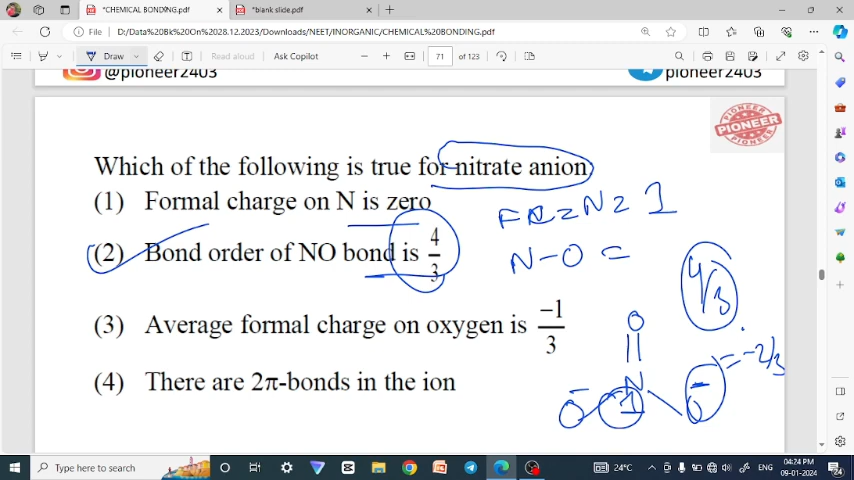 *CHEMICAL BONDING.pdf
*blank slide.pdf
File
D:/Data%20Bk%20On%2028.12.2023/Downloads/NEET/INORGANIC/CHEMICAL%20BONDING.pdf
Draw
Read aloud
Ask Copilot
71
of 123
@pioneer2403
pioneer2403
PIONEER
Which of the following is true for nitrate anion
(1) Formal charge on N is zero
(2) Bond order of NO bond is 4/3
(3) Average formal charge on oxygen is -1/3
(4) There are 2π-bonds in the ion
N = 1
N-O =
4/3
O
||
N
O- 1 O-
= -2/3
Type here to search
24°C
ENG
04:24 PM
09-01-2024
24